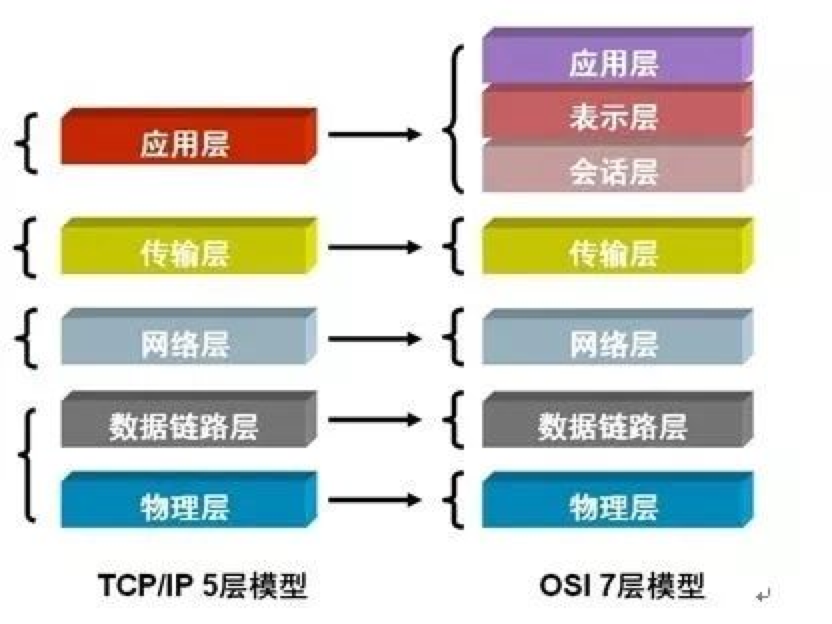 应用层
传输层
网络层
数据链路层
物理层
TCP/IP 5层模型
应用层
表示层
会话层
传输层
网络层
数据链路层
物理层
OSI 7层模型